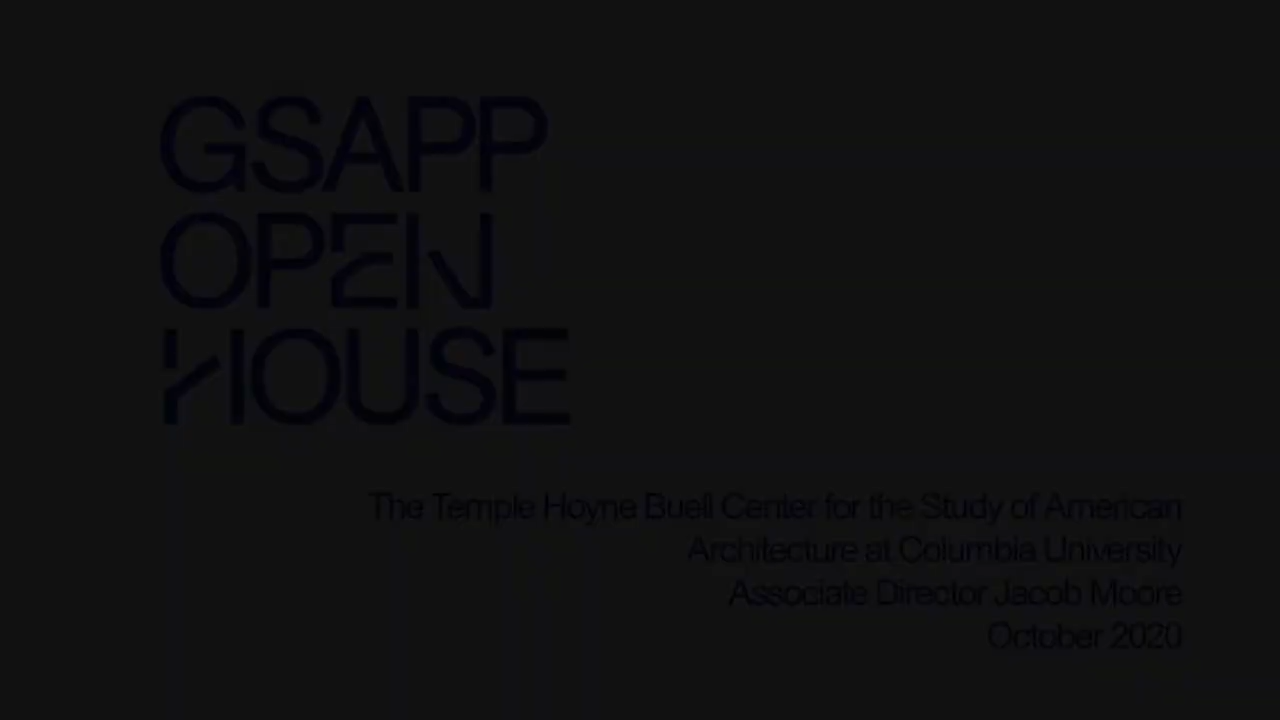 GSAPP
OPEN
HOUSE
The Temple Hoyne Buell Center for the Study of American
Architecture at Columbia University
Associate Director Jacob Moore
October 2020